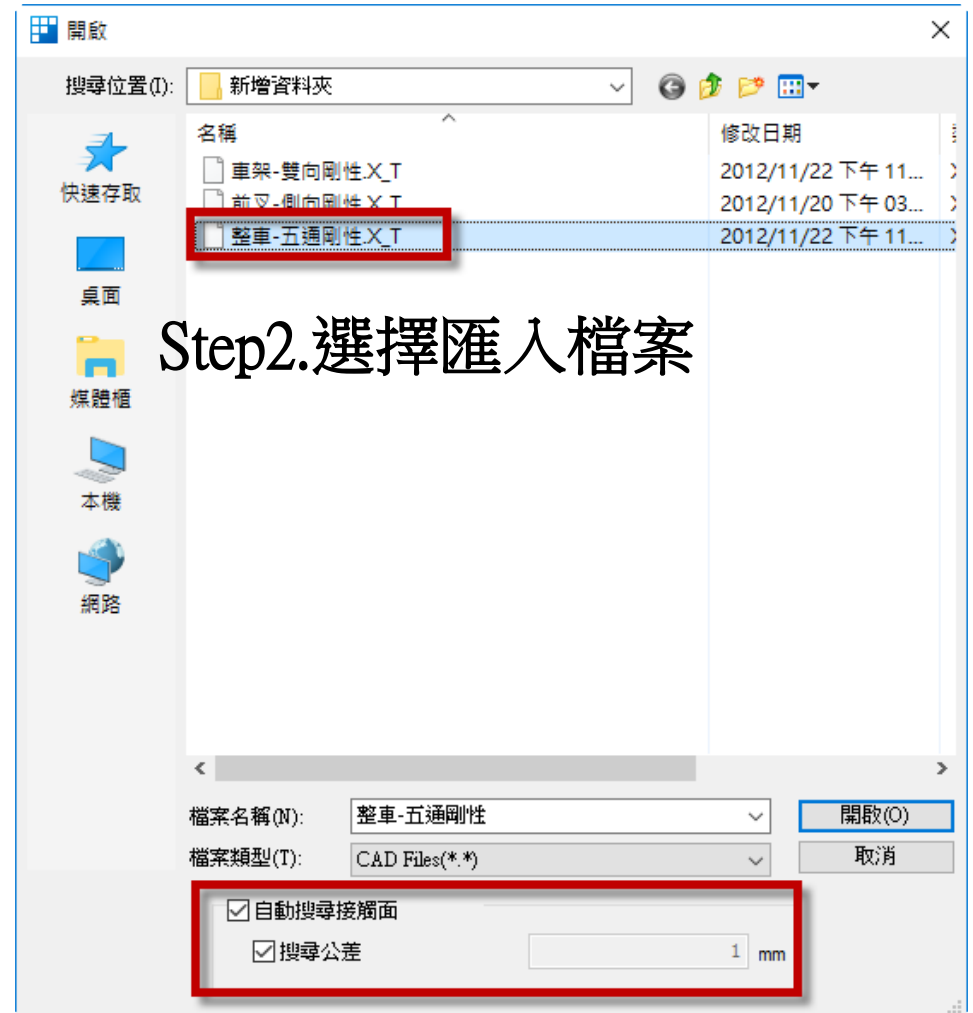 開啟
搜尋位置(I): 新增資料夾
名稱 修改日期
車架-雙向剛性.X_T 2012/11/22 下午 11...
前叉-側向剛性.X_T 2012/11/20 下午 03...
整車-五通剛性.X_T 2012/11/22 下午 11...
快速存取
桌面
媒體櫃
本機
網路
Step2.選擇匯入檔案
檔案名稱(N): 整車-五通剛性 開啟(O)
檔案類型(T): CAD Files(*.*) 取消
自動搜尋接觸面
搜尋公差 1 mm